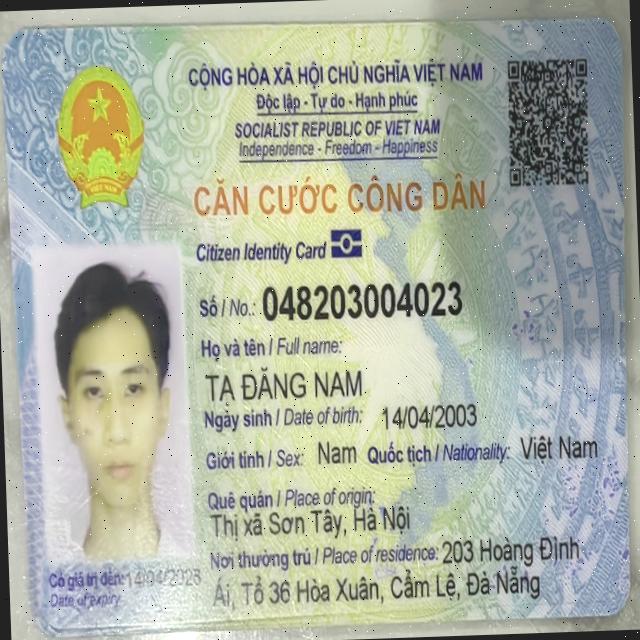 CỘNG HÒA XÃ HỘI CHỦ NGHĨA VIỆT NAM
Độc lập - Tự do - Hạnh phúc
SOCIALIST REPUBLIC OF VIET NAM
Independence - Freedom - Happiness
CĂN CƯỚC CÔNG DÂN
Citizen Identity Card
Số / No.: 048203004023
Họ và tên / Full name:
TẠ ĐĂNG NAM
Ngày sinh / Date of birth: 14/04/2003
Giới tính / Sex: Nam Quốc tịch / Nationality: Việt Nam
Quê quán / Place of origin:
Thị xã Sơn Tây, Hà Nội
Nơi thường trú / Place of residence: 203 Hoàng Đình
Ái, Tổ 36 Hòa Xuân, Cẩm Lệ, Đà Nẵng
Có giá trị đến: 14/04/2028
Date of expiry
VIỆT NAM